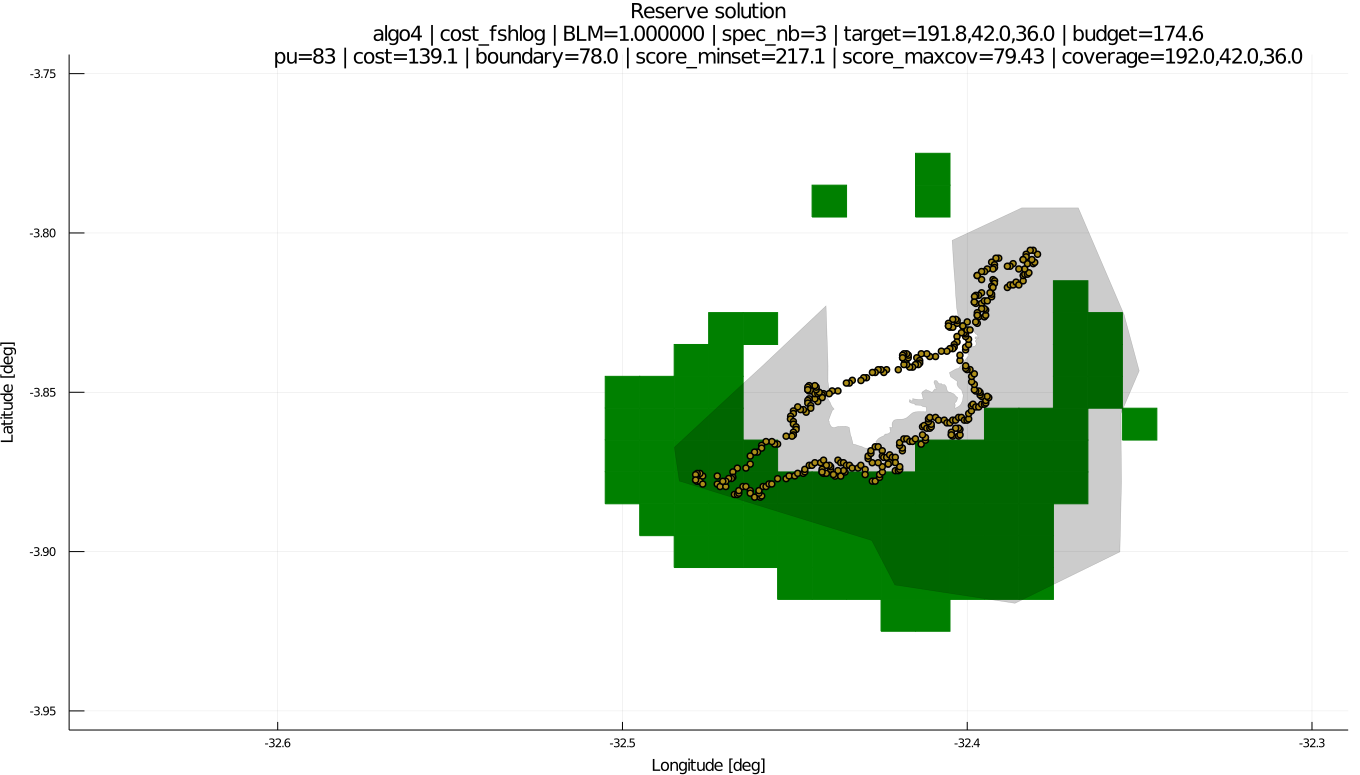 Reserve solution
algo4 | cost_fshlog | BLM=1.000000 | spec_nb=3 | target=191.8,42.0,36.0 | budget=174.6
pu=83 | cost=139.1 | boundary=78.0 | score_minset=217.1 | score_maxcov=79.43 | coverage=192.0,42.0,36.0
-3.75
-3.80
-3.85
-3.90
-3.95
Latitude [deg]
-32.6 -32.5 -32.4 -32.3
Longitude [deg]